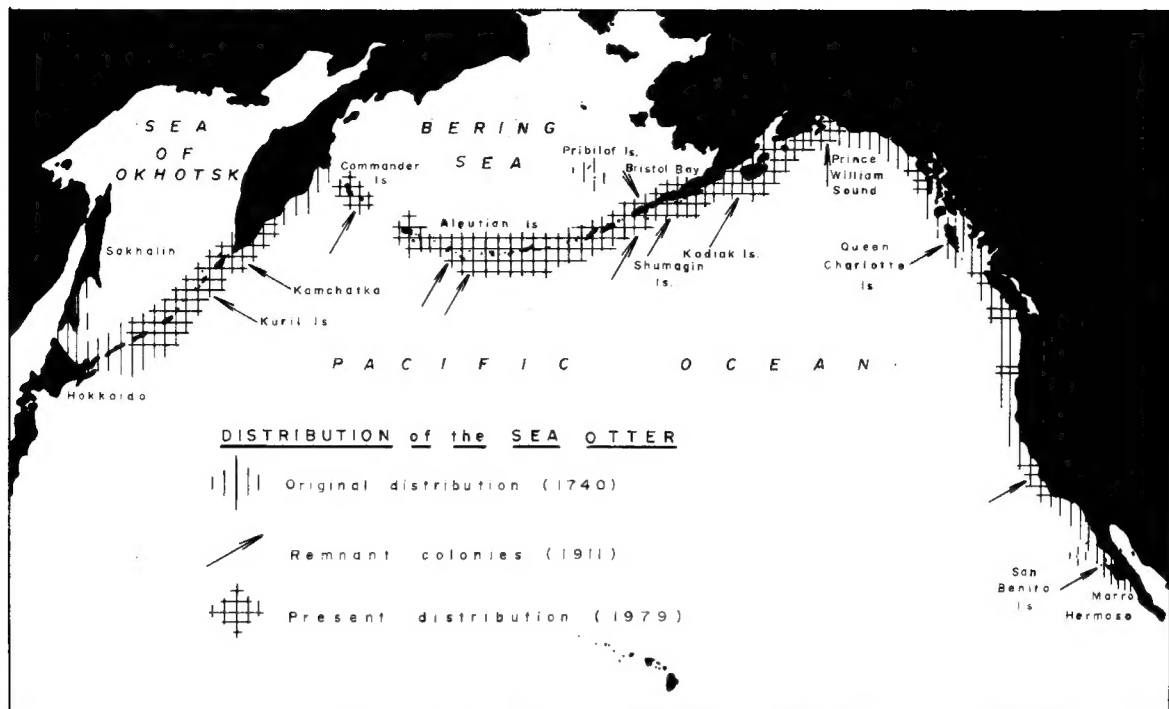 SEA
OF
OKHOTSK
BERING
SEA
Commander
Is
Pribilof Is.
Bristol Bay
Prince
William
Sound
Aleutian Is
Sakhalin
Kamchatka
Kuril Is
Shumagin
Is.
Kodiak Is.
Queen
Charlotte
Is
PACIFIC OCEAN
Hokkaido
DISTRIBUTION of the SEA OTTER
Original distribution (1740)
Remnant colonies (1911)
Present distribution (1979)
San
Benito
Is
Marro
Hermoso